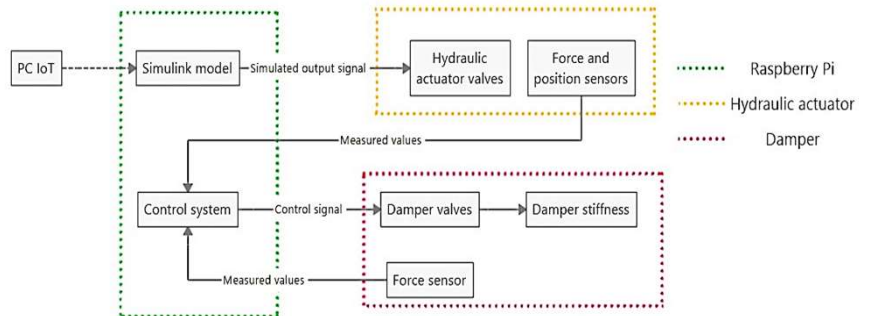 PC IoT
Simulink model
Simulated output signal
Hydraulic
actuator valves
Force and
position sensors
Raspberry Pi
Hydraulic actuator
Damper
Measured values
Control system
Control signal
Damper valves
Damper stiffness
Measured values
Force sensor